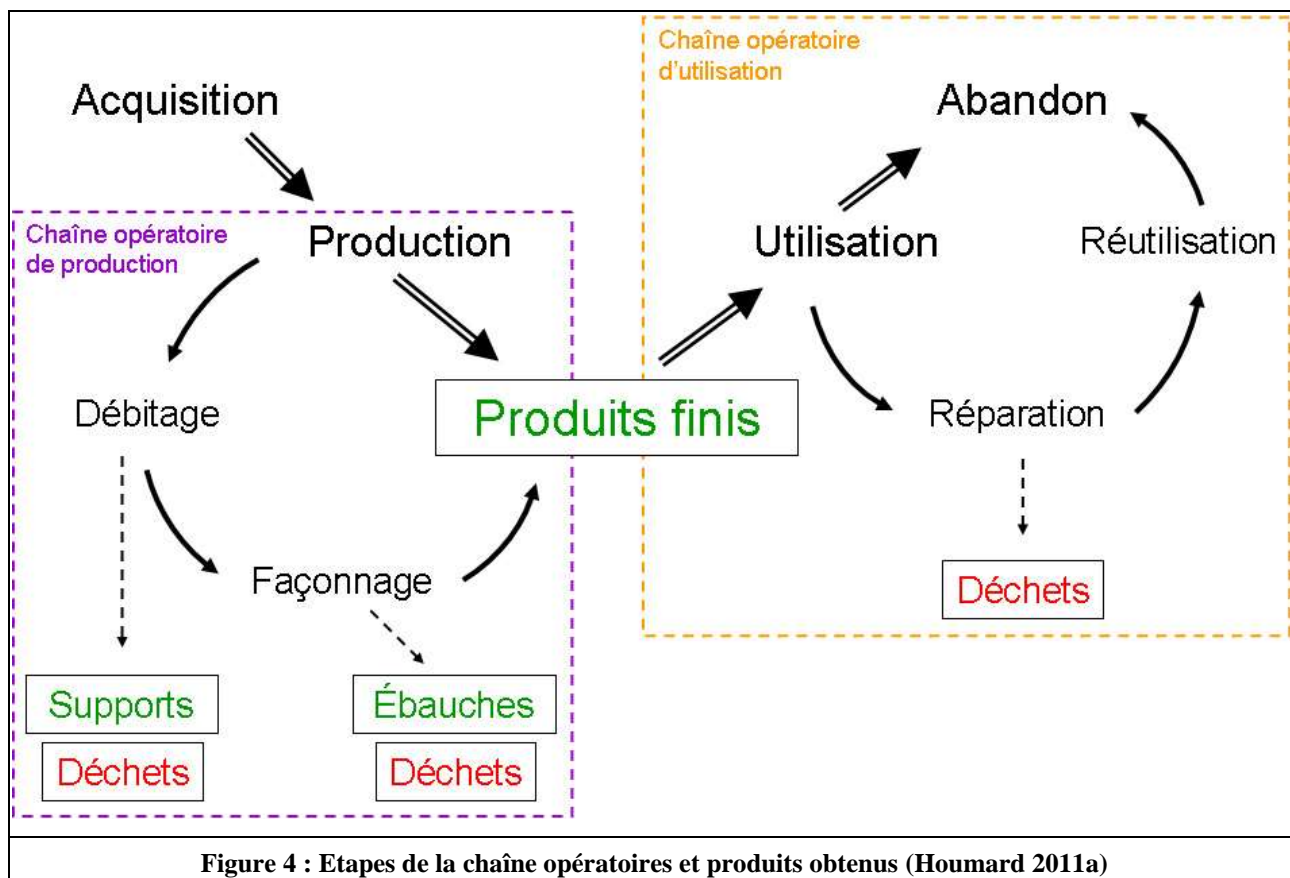 Chaîne opératoire
d'utilisation
Acquisition
Abandon
Chaîne opératoire
de production
Production
Utilisation
Réutilisation
Débitage
Produits finis
Réparation
Façonnage
Déchets
Supports
Ébauches
Déchets
Déchets
Figure 4 : Etapes de la chaîne opératoires et produits obtenus (Houmard 2011a)